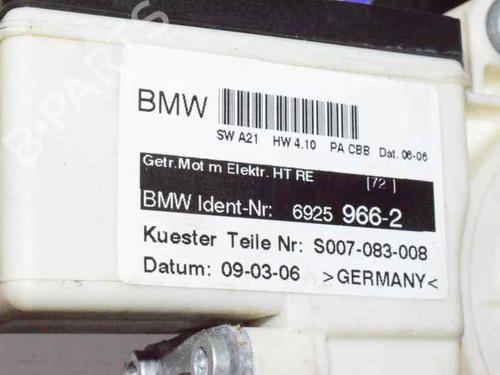 B-PARTS
BMW
SW A21 HW 4.10 PA CBB Dat. 06-06
Getr.Mot m Elektr. HT RE [72]
BMW Ident-Nr: 6925 966-2
Kuester Teile Nr: S007-083-008
Datum: 09-03-06 >GERMANY<